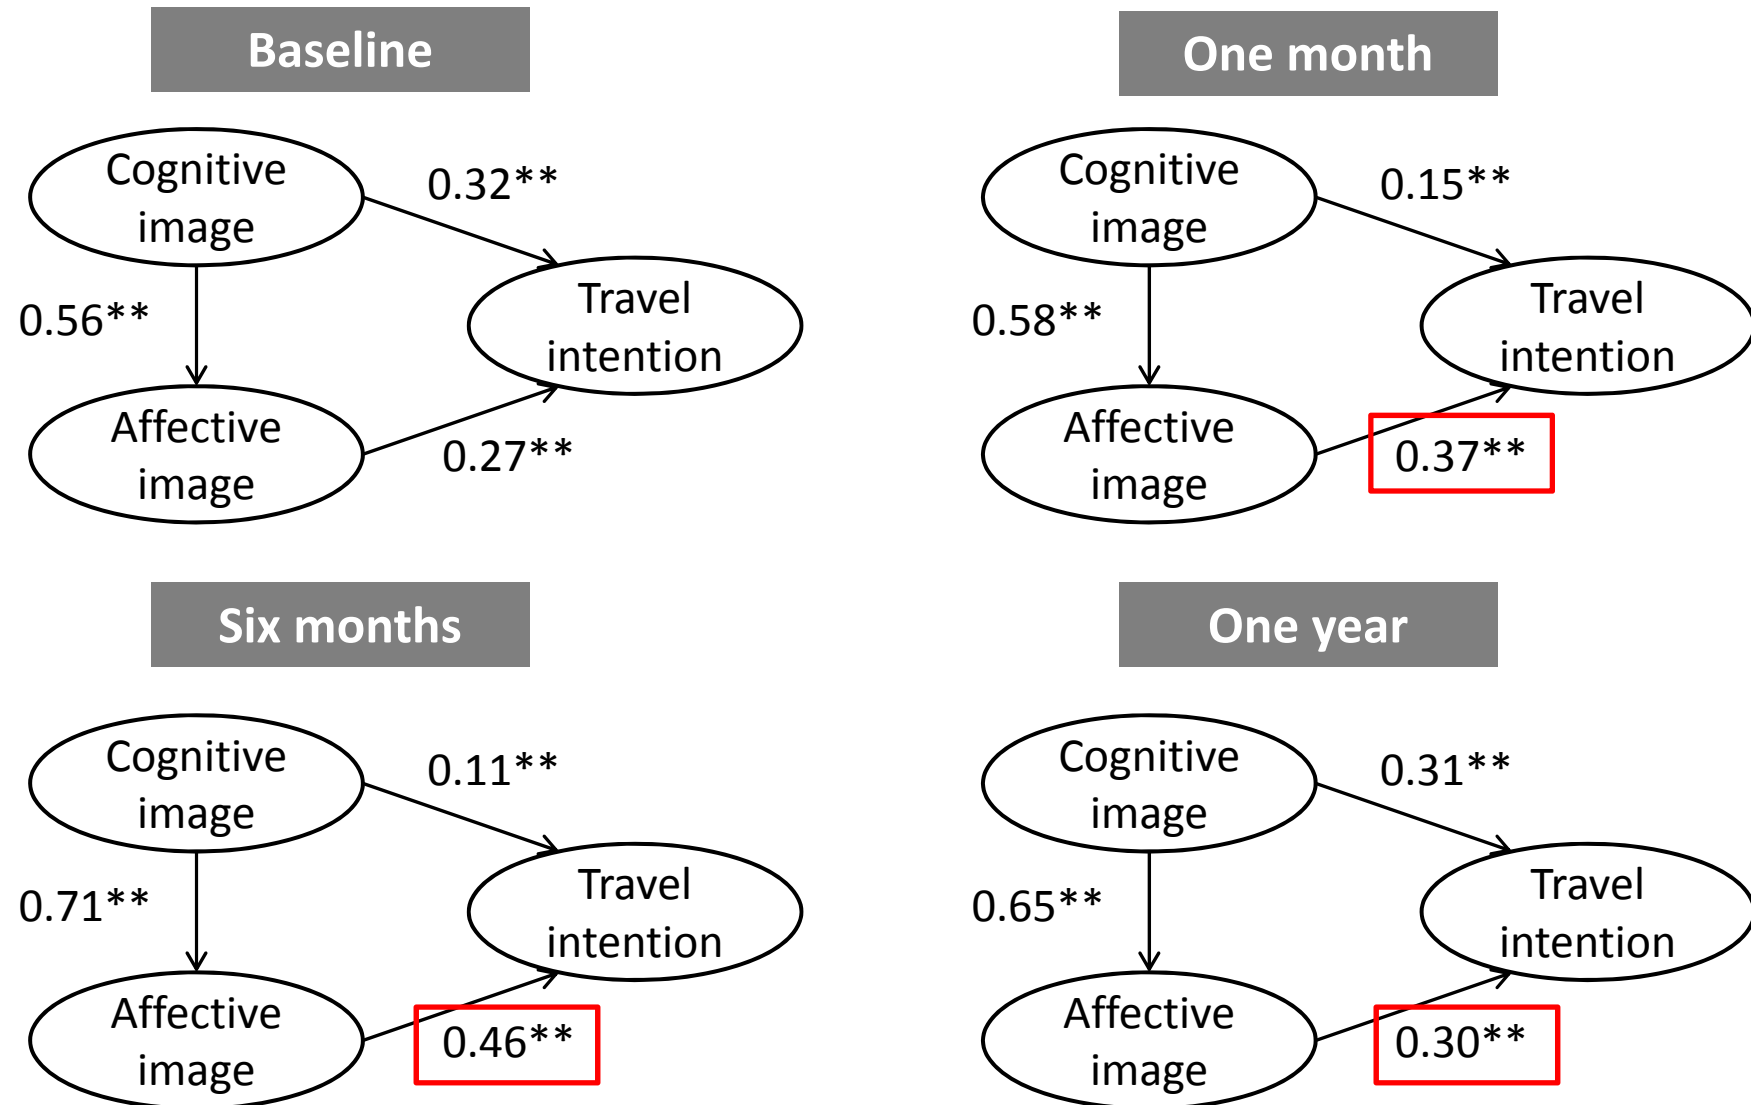 Baseline
Cognitive
image
0.32**
0.56**
Travel
intention
Affective
image
0.27**
One month
Cognitive
image
0.15**
0.58**
Travel
intention
Affective
image
0.37**
Six months
Cognitive
image
0.11**
0.71**
Travel
intention
Affective
image
0.46**
One year
Cognitive
image
0.31**
0.65**
Travel
intention
Affective
image
0.30**